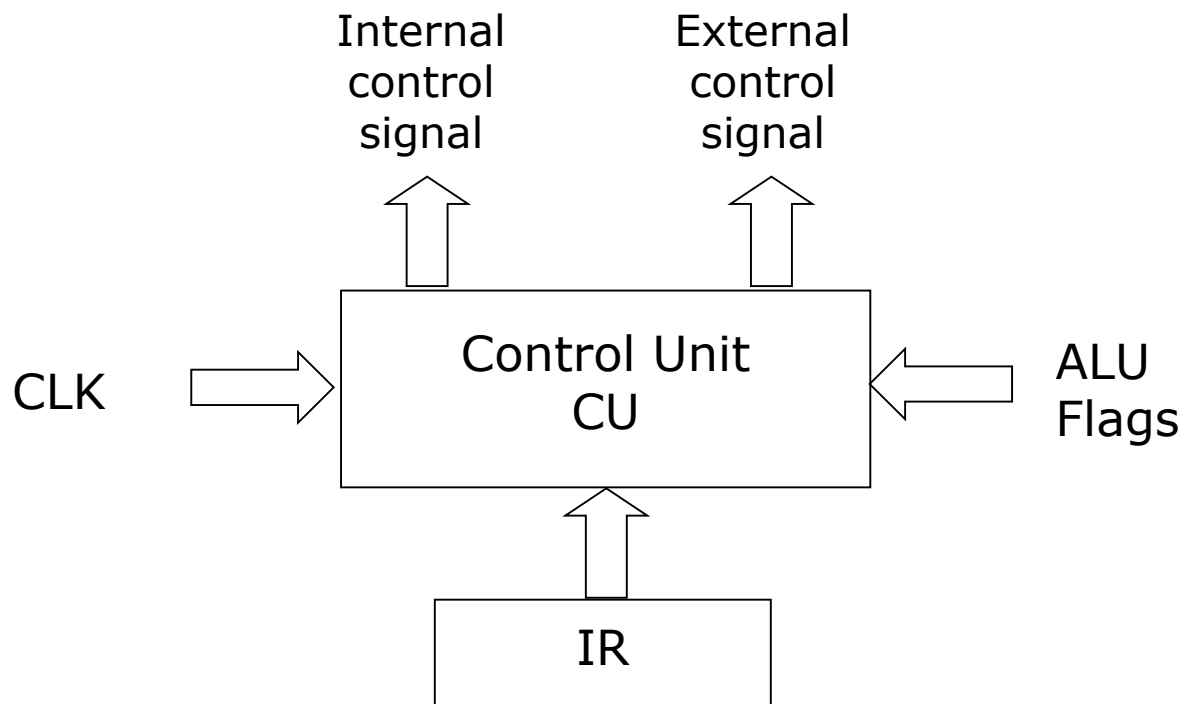 Internal
control
signal
External
control
signal
CLK
Control Unit
CU
ALU
Flags
IR